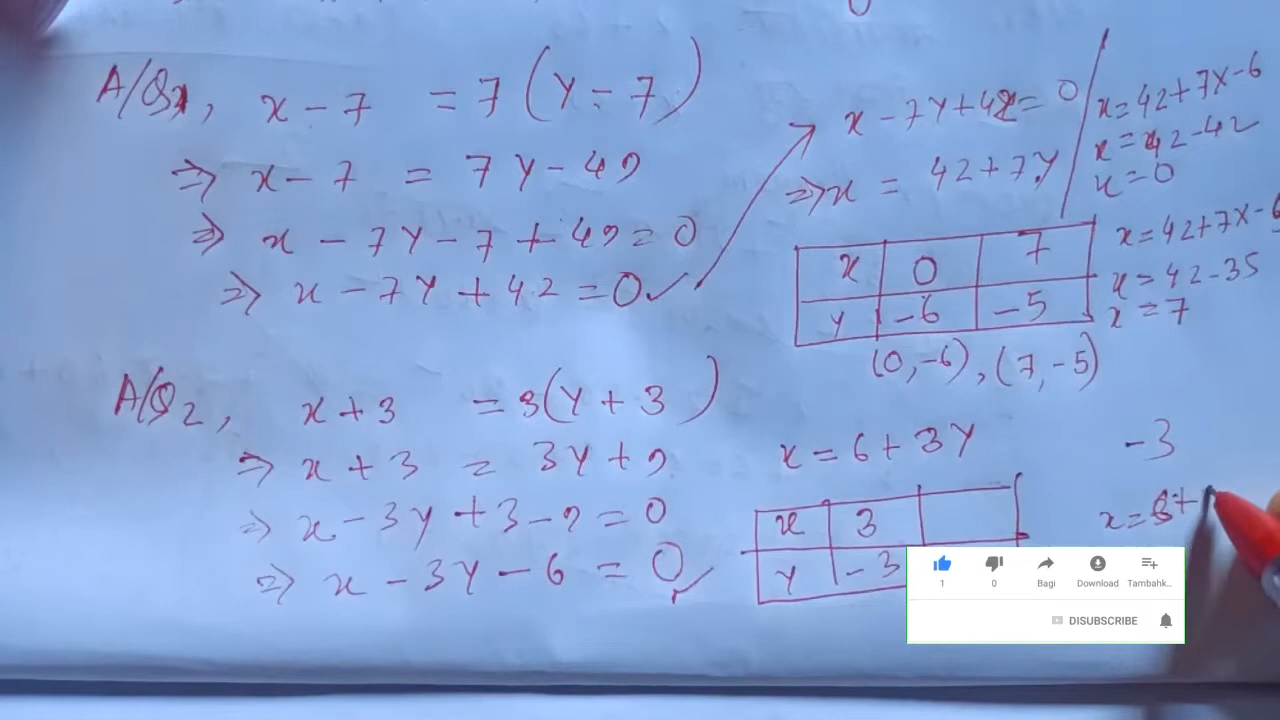 A/Q1, x - 7 = 7(Y - 7)
⇒ x - 7 = 7Y - 49
⇒ x - 7Y - 7 + 49 = 0
⇒ x - 7Y + 42 = 0 ✓
x - 7Y + 42 = 0
⇒ x = 42 + 7Y
x = 42 + 7x - 6
x = 42 - 42
x = 0
x 0 7
Y -6 -5
(0, -6), (7, -5)
x = 42 + 7x -
x = 42 - 35
x = 7
A/Q2, x + 3 = 3(Y + 3)
⇒ x + 3 = 3Y + 9
⇒ x - 3Y + 3 - 9 = 0
⇒ x - 3Y - 6 = 0 ✓
x = 6 + 3Y
-3
x 3
Y -3
x = +
1 0 Bagi Download Tambahk...
DISUBSCRIBE